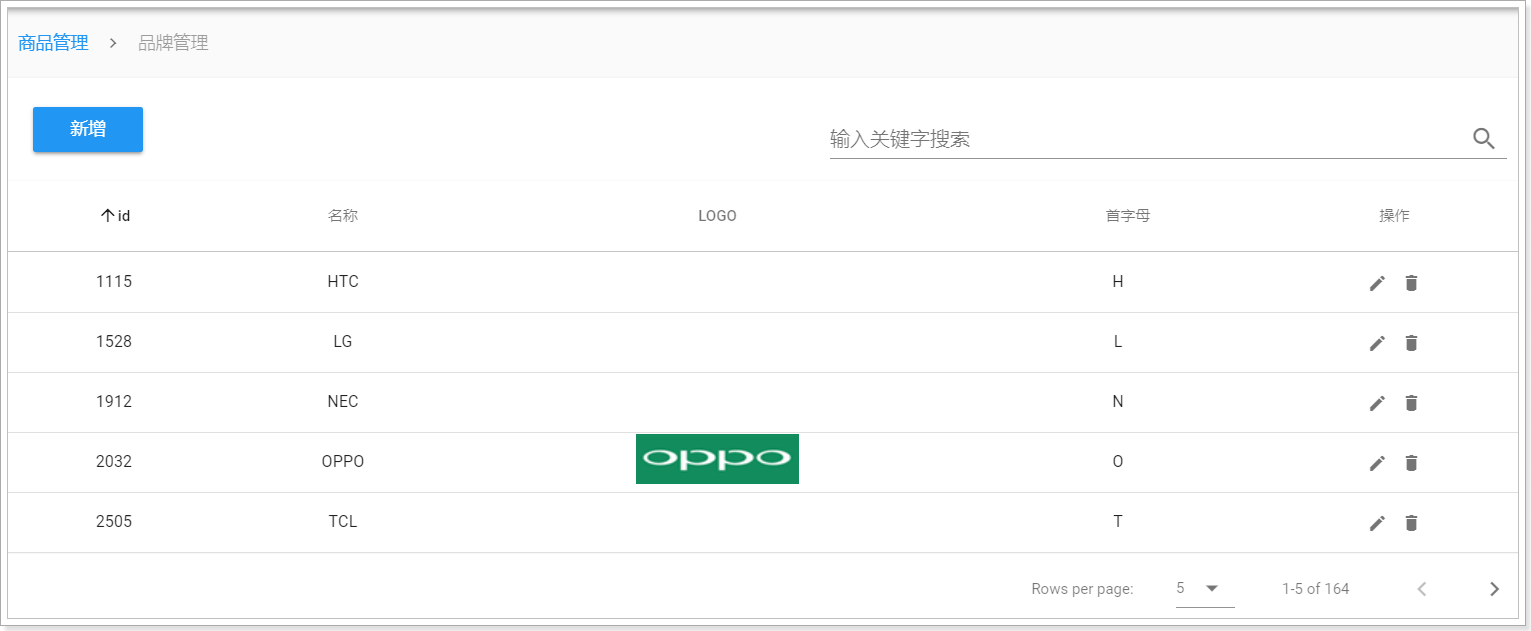 商品管理 > 品牌管理
新增
输入关键字搜索
id 名称 LOGO 首字母 操作
1115 HTC H
1528 LG L
1912 NEC N
2032 OPPO oppo O
2505 TCL T
Rows per page: 5 1-5 of 164